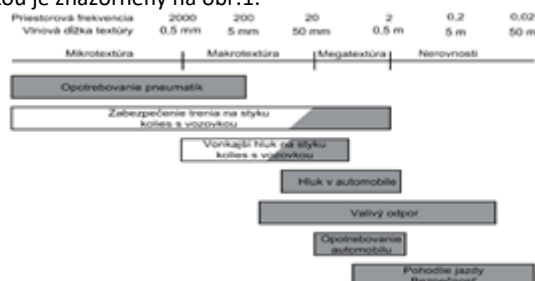 kou je znázornený na obr.1.
Priestorová frekvencia 2000 200 20 2 0,2 0,02
Vlnová dĺžka textúry 0,5 mm 5 mm 50 mm 0,5 m 5 m 50 m
Mikrotextúra Makrotextúra Megatextúra Nerovnosti
Opotrebovanie pneumatík
Zabezpečenie trenia na styku
kolies s vozovkou
Vonkajší hluk na styku
kolies s vozovkou
Hluk v automobile
Valivý odpor
Opotrebovanie
automobilu
Pohodlie jazdy
Bezpečnosť